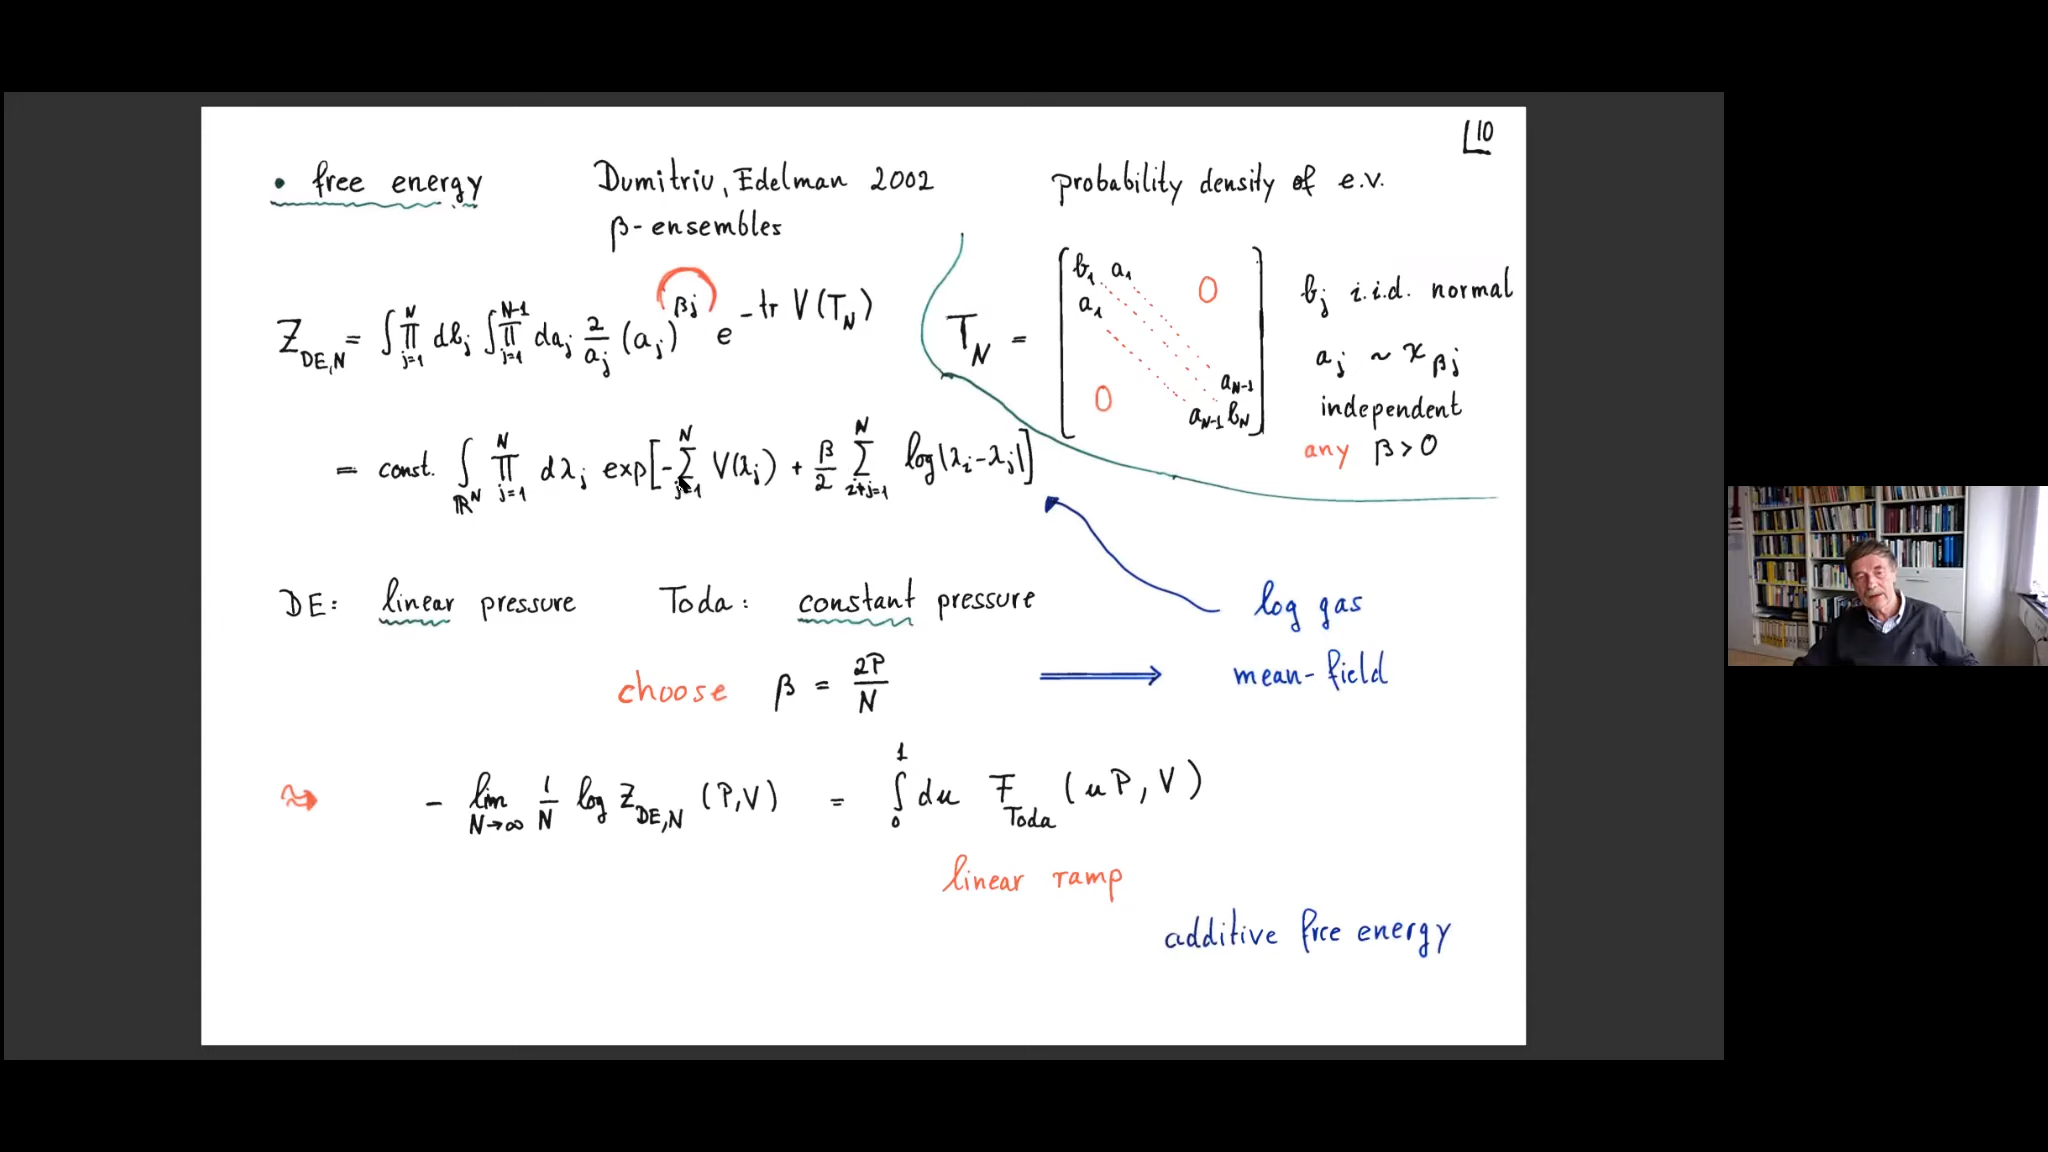 ⌊10
• free energy Dumitriu, Edelman 2002 probability density of e.v.
β-ensembles
Z_{DE,N} = ∫ ∏_{j=1}^{N} db_j ∫ ∏_{j=1}^{N-1} da_j 2/a_j (a_j)^{βj} e^{-tr V(T_N)}
T_N = [ b_1 a_1 0
a_1
a_{N-1}
0 a_{N-1} b_N ]
b_j i.i.d. normal
a_j ~ χ_{βj}
independent
any β > 0
= const. ∫_{ℝ^N} ∏_{j=1}^{N} dλ_j exp[ -∑_{j=1}^{N} V(λ_j) + β/2 ∑_{i≠j=1}^{N} log|λ_i - λ_j| ]
DE: linear pressure Toda: constant pressure log gas
choose β = 2P/N ⟹ mean-field
- lim_{N→∞} 1/N log Z_{DE,N} (P,V) = ∫_0^1 du F_{Toda} (uP, V)
linear ramp
additive free energy